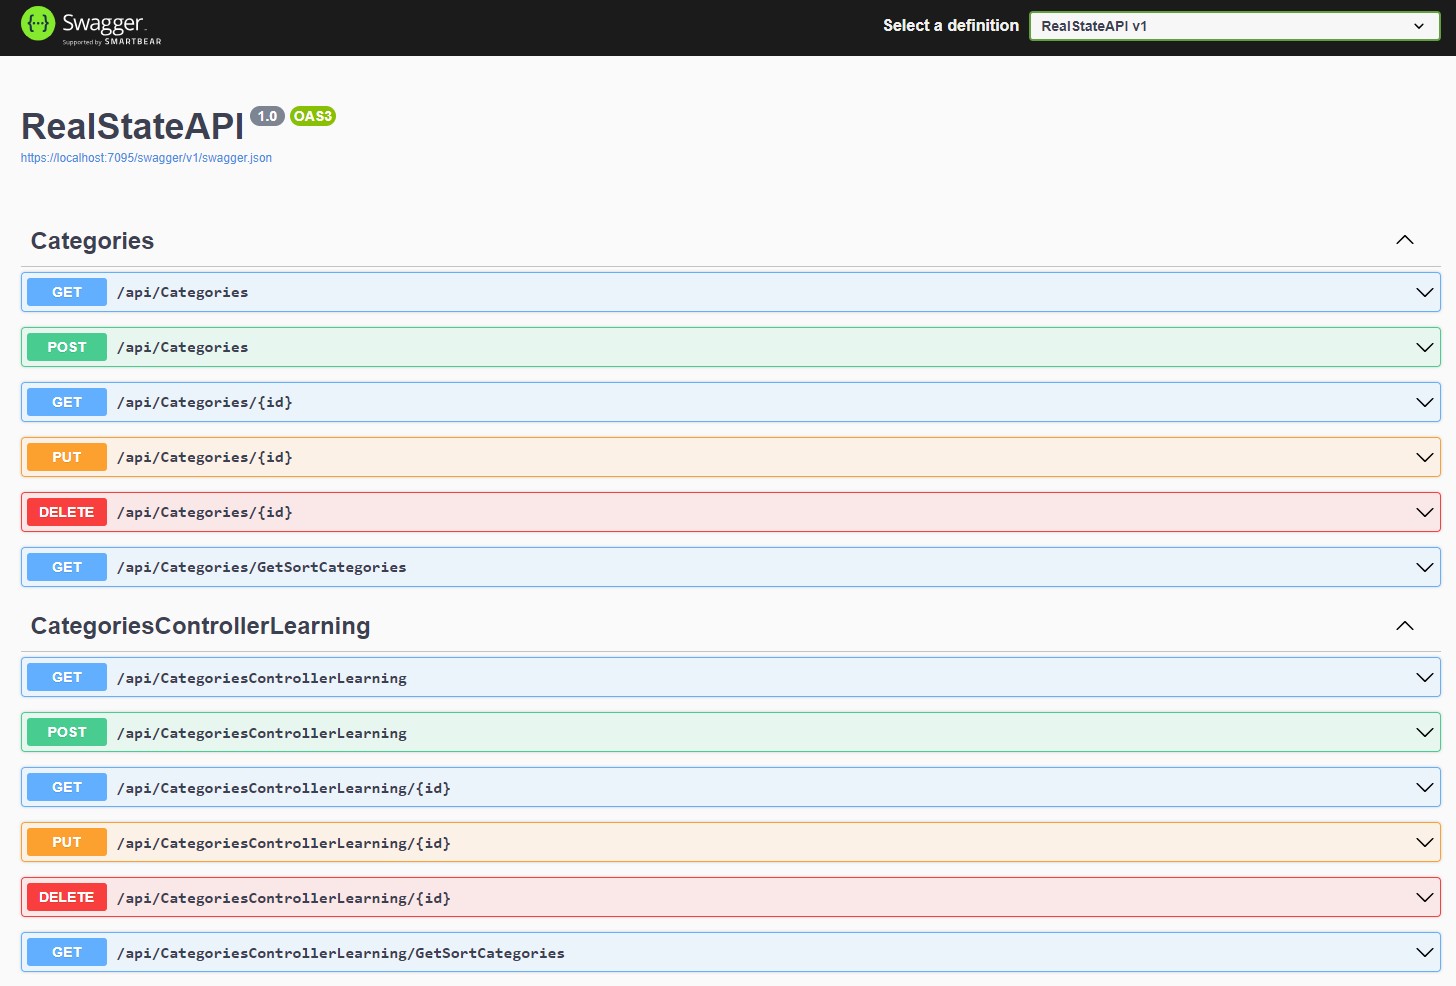 Swagger
Supported by SMARTBEAR
Select a definition
RealStateAPI v1
RealStateAPI 1.0 OAS3
https://localhost:7095/swagger/v1/swagger.json
Categories
GET /api/Categories
POST /api/Categories
GET /api/Categories/{id}
PUT /api/Categories/{id}
DELETE /api/Categories/{id}
GET /api/Categories/GetSortCategories
CategoriesControllerLearning
GET /api/CategoriesControllerLearning
POST /api/CategoriesControllerLearning
GET /api/CategoriesControllerLearning/{id}
PUT /api/CategoriesControllerLearning/{id}
DELETE /api/CategoriesControllerLearning/{id}
GET /api/CategoriesControllerLearning/GetSortCategories